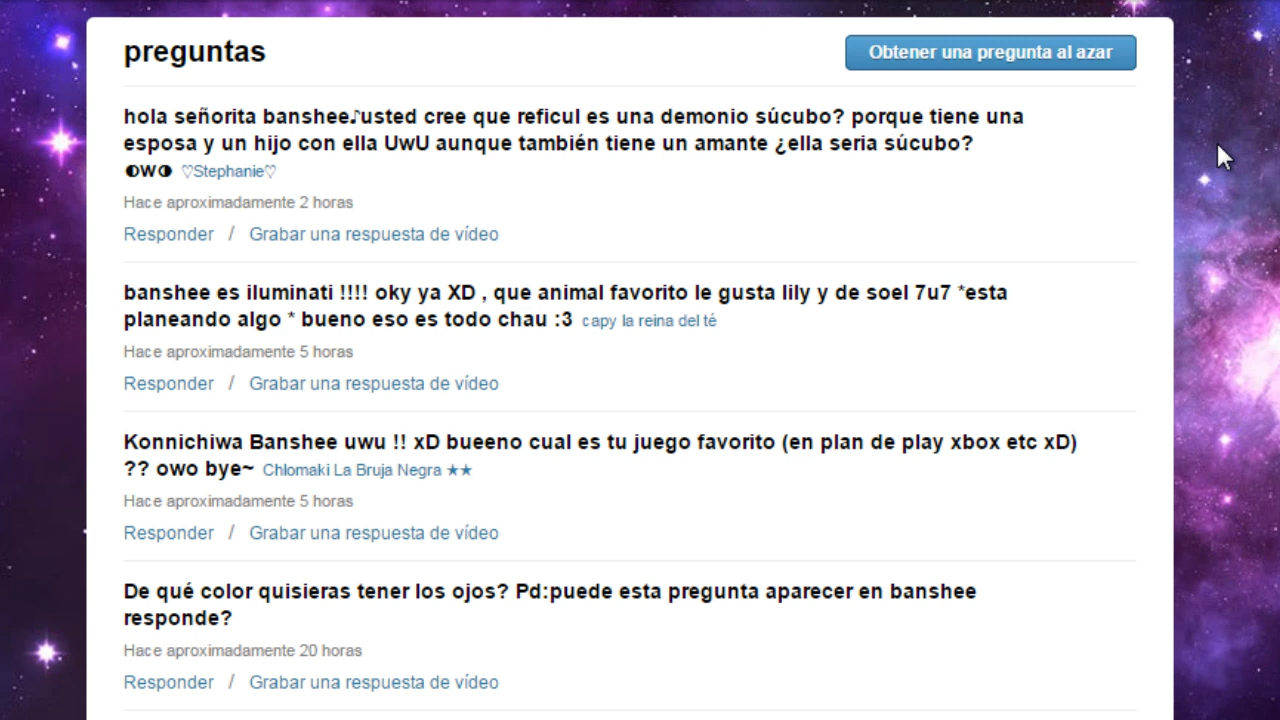 preguntas
Obtener una pregunta al azar
hola señorita banshee♪usted cree que reficul es una demonio súcubo? porque tiene una
esposa y un hijo con ella UwU aunque también tiene un amante ¿ella seria súcubo?
◐W◑ ♡Stephanie♡
Hace aproximadamente 2 horas
Responder / Grabar una respuesta de vídeo
banshee es iluminati !!!! oky ya XD , que animal favorito le gusta lily y de soel 7u7 *esta
planeando algo * bueno eso es todo chau :3 capy la reina del té
Hace aproximadamente 5 horas
Responder / Grabar una respuesta de vídeo
Konnichiwa Banshee uwu !! xD bueeno cual es tu juego favorito (en plan de play xbox etc xD)
?? owo bye~ Chlomaki La Bruja Negra ★★
Hace aproximadamente 5 horas
Responder / Grabar una respuesta de vídeo
De qué color quisieras tener los ojos? Pd:puede esta pregunta aparecer en banshee
responde?
Hace aproximadamente 20 horas
Responder / Grabar una respuesta de vídeo